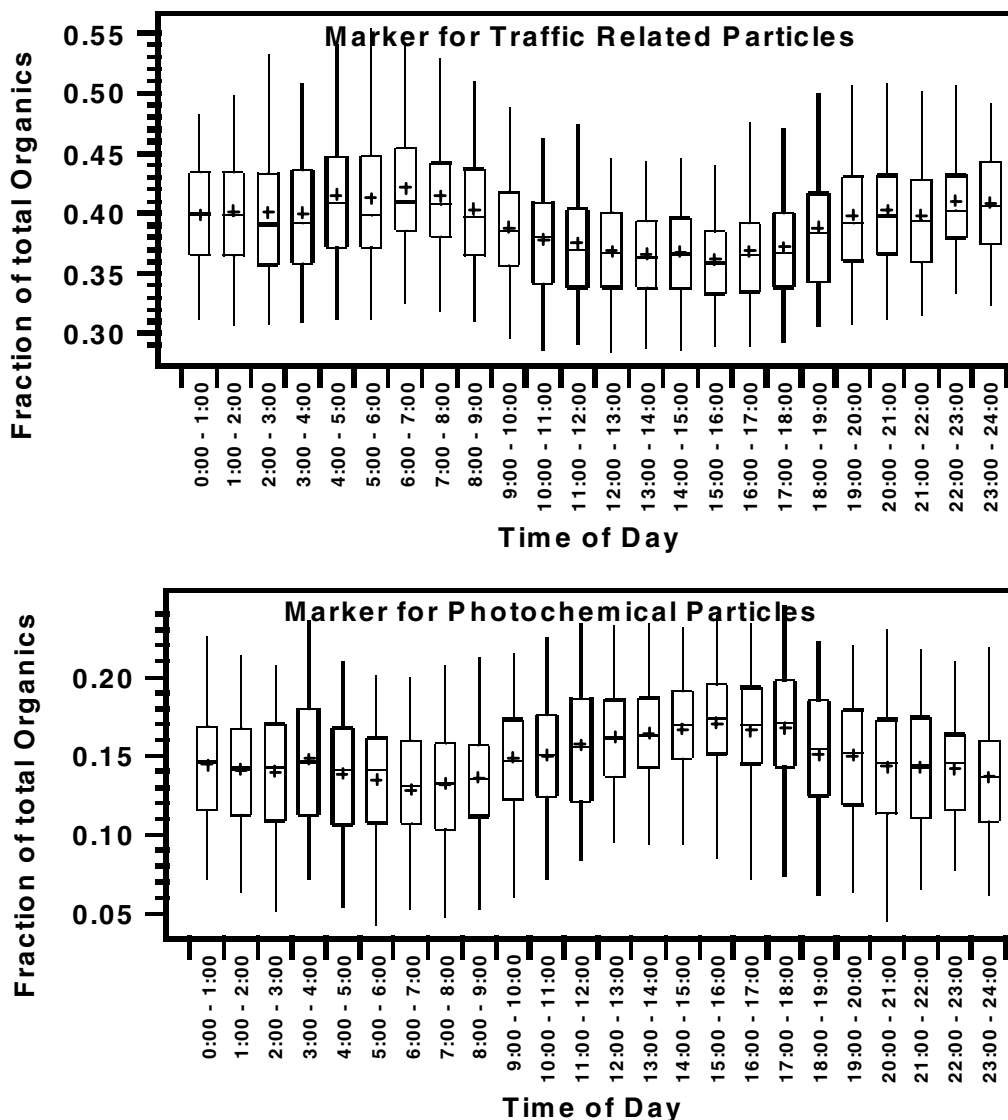 Marker for Traffic Related Particles
Fraction of total Organics
0.55
0.50
0.45
0.40
0.35
0.30
0:00 - 1:00
1:00 - 2:00
2:00 - 3:00
3:00 - 4:00
4:00 - 5:00
5:00 - 6:00
6:00 - 7:00
7:00 - 8:00
8:00 - 9:00
9:00 - 10:00
10:00 - 11:00
11:00 - 12:00
12:00 - 13:00
13:00 - 14:00
14:00 - 15:00
15:00 - 16:00
16:00 - 17:00
17:00 - 18:00
18:00 - 19:00
19:00 - 20:00
20:00 - 21:00
21:00 - 22:00
22:00 - 23:00
23:00 - 24:00
Time of Day
Marker for Photochemical Particles
Fraction of total Organics
0.20
0.15
0.10
0.05
0:00 - 1:00
1:00 - 2:00
2:00 - 3:00
3:00 - 4:00
4:00 - 5:00
5:00 - 6:00
6:00 - 7:00
7:00 - 8:00
8:00 - 9:00
9:00 - 10:00
10:00 - 11:00
11:00 - 12:00
12:00 - 13:00
13:00 - 14:00
14:00 - 15:00
15:00 - 16:00
16:00 - 17:00
17:00 - 18:00
18:00 - 19:00
19:00 - 20:00
20:00 - 21:00
21:00 - 22:00
22:00 - 23:00
23:00 - 24:00
Time of Day